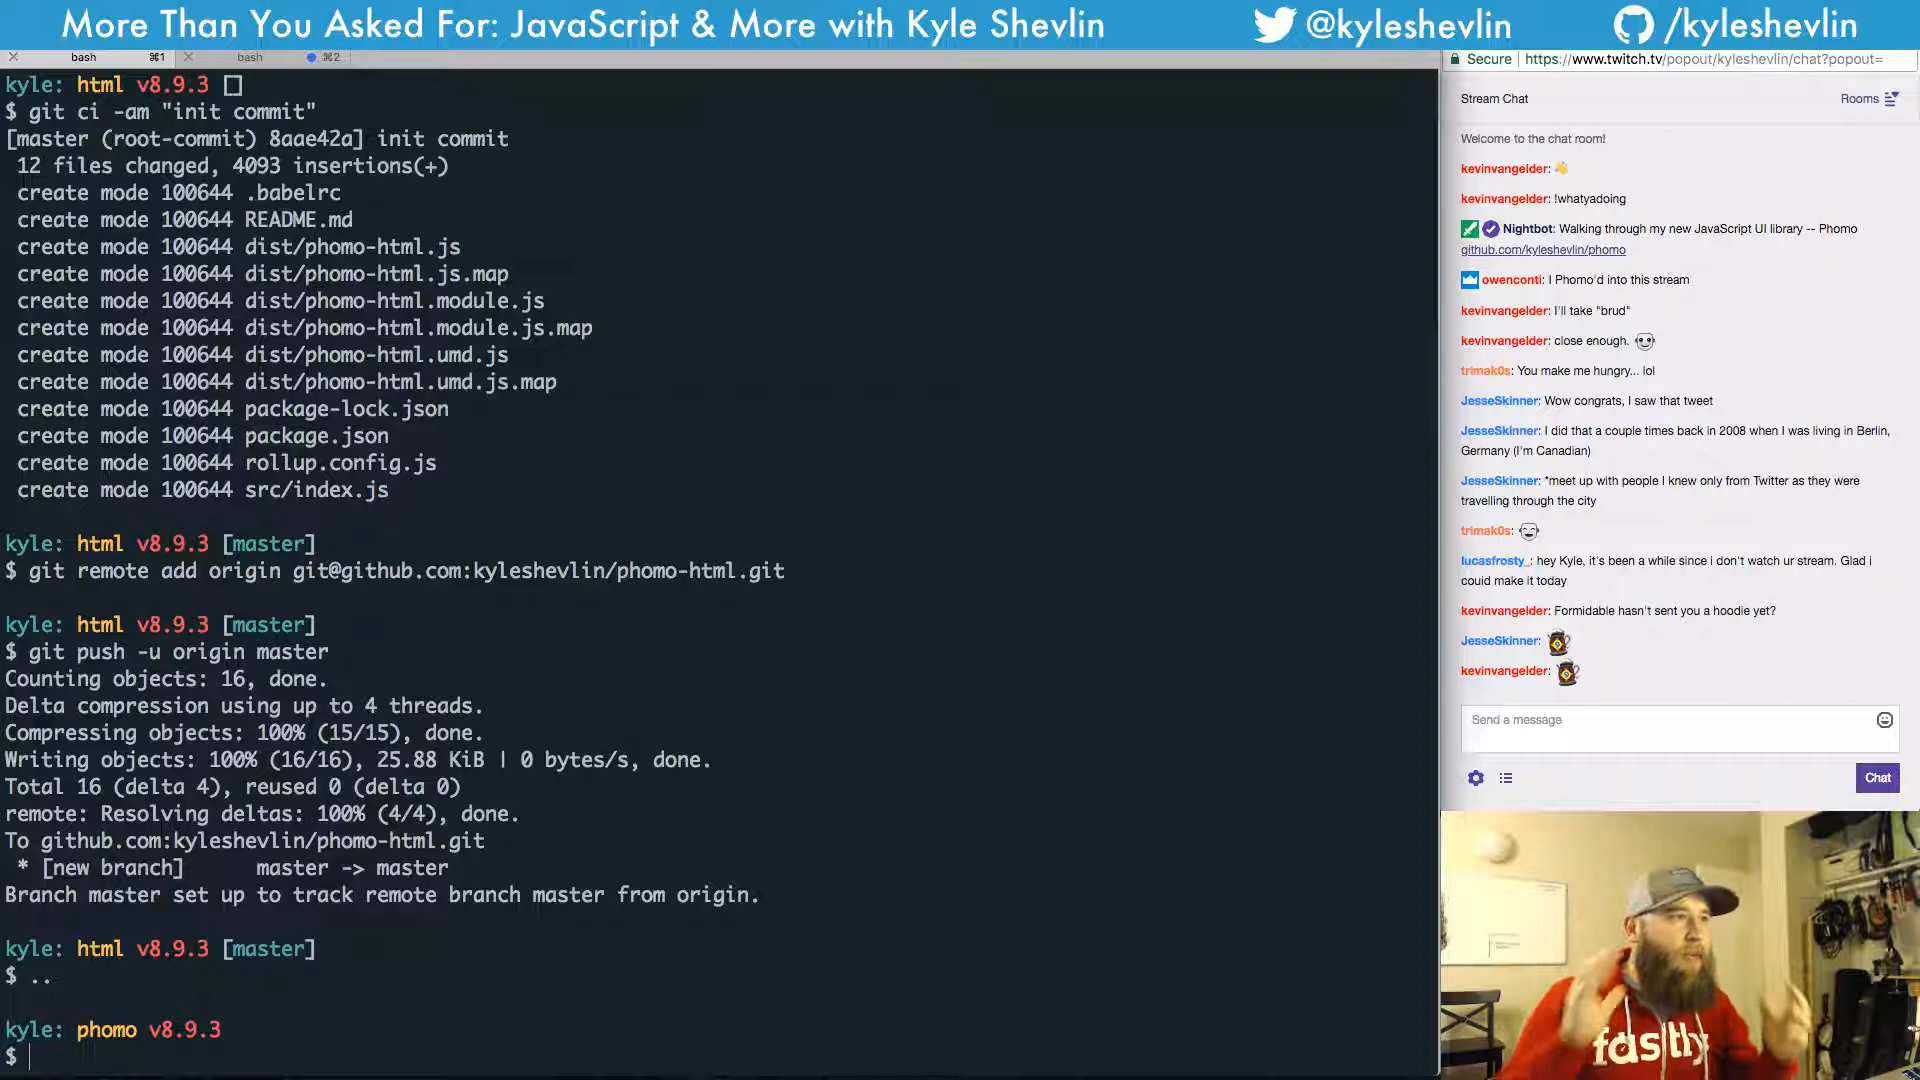 More Than You Asked For: JavaScript & More with Kyle Shevlin
@kyleshevlin
/kyleshevlin
bash ⌘1
bash ⌘2
kyle: html v8.9.3 []
$ git ci -am "init commit"
[master (root-commit) 8aae42a] init commit
12 files changed, 4093 insertions(+)
create mode 100644 .babelrc
create mode 100644 README.md
create mode 100644 dist/phomo-html.js
create mode 100644 dist/phomo-html.js.map
create mode 100644 dist/phomo-html.module.js
create mode 100644 dist/phomo-html.module.js.map
create mode 100644 dist/phomo-html.umd.js
create mode 100644 dist/phomo-html.umd.js.map
create mode 100644 package-lock.json
create mode 100644 package.json
create mode 100644 rollup.config.js
create mode 100644 src/index.js
kyle: html v8.9.3 [master]
$ git remote add origin git@github.com:kyleshevlin/phomo-html.git
kyle: html v8.9.3 [master]
$ git push -u origin master
Counting objects: 16, done.
Delta compression using up to 4 threads.
Compressing objects: 100% (15/15), done.
Writing objects: 100% (16/16), 25.88 KiB | 0 bytes/s, done.
Total 16 (delta 4), reused 0 (delta 0)
remote: Resolving deltas: 100% (4/4), done.
To github.com:kyleshevlin/phomo-html.git
* [new branch] master -> master
Branch master set up to track remote branch master from origin.
kyle: html v8.9.3 [master]
$ ..
kyle: phomo v8.9.3
$
Secure https://www.twitch.tv/popout/kyleshevlin/chat?popout=
Stream Chat
Rooms
Welcome to the chat room!
kevinvangelder:
kevinvangelder: !whatyadoing
Nightbot: Walking through my new JavaScript UI library -- Phomo
github.com/kyleshevlin/phomo
owenconti: I Phomo'd into this stream
kevinvangelder: I'll take "brud"
kevinvangelder: close enough.
trimak0s: You make me hungry... lol
JesseSkinner: Wow congrats, I saw that tweet
JesseSkinner: I did that a couple times back in 2008 when I was living in Berlin,
Germany (I'm Canadian)
JesseSkinner: *meet up with people I knew only from Twitter as they were
travelling through the city
trimak0s:
lucasfrosty_: hey Kyle, it's been a while since i don't watch ur stream. Glad i
couid make it today
kevinvangelder: Formidable hasn't sent you a hoodie yet?
JesseSkinner:
kevinvangelder:
Send a message
Chat
fastly